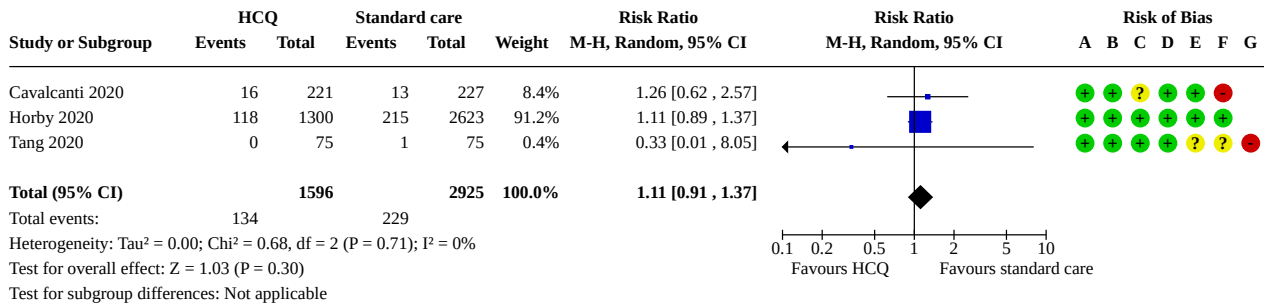 HCQ Standard care Risk Ratio Risk Ratio Risk of Bias
Study or Subgroup Events Total Events Total Weight M-H, Random, 95% CI M-H, Random, 95% CI A B C D E F G
Cavalcanti 2020 16 221 13 227 8.4% 1.26 [0.62 , 2.57] + + ? + + -
Horby 2020 118 1300 215 2623 91.2% 1.11 [0.89 , 1.37] + + + + + +
Tang 2020 0 75 1 75 0.4% 0.33 [0.01 , 8.05] + + + + ? ? -
Total (95% CI) 1596 2925 100.0% 1.11 [0.91 , 1.37]
Total events: 134 229
Heterogeneity: Tau² = 0.00; Chi² = 0.68, df = 2 (P = 0.71); I² = 0%
0.1 0.2 0.5 1 2 5 10
Test for overall effect: Z = 1.03 (P = 0.30)
Favours HCQ Favours standard care
Test for subgroup differences: Not applicable